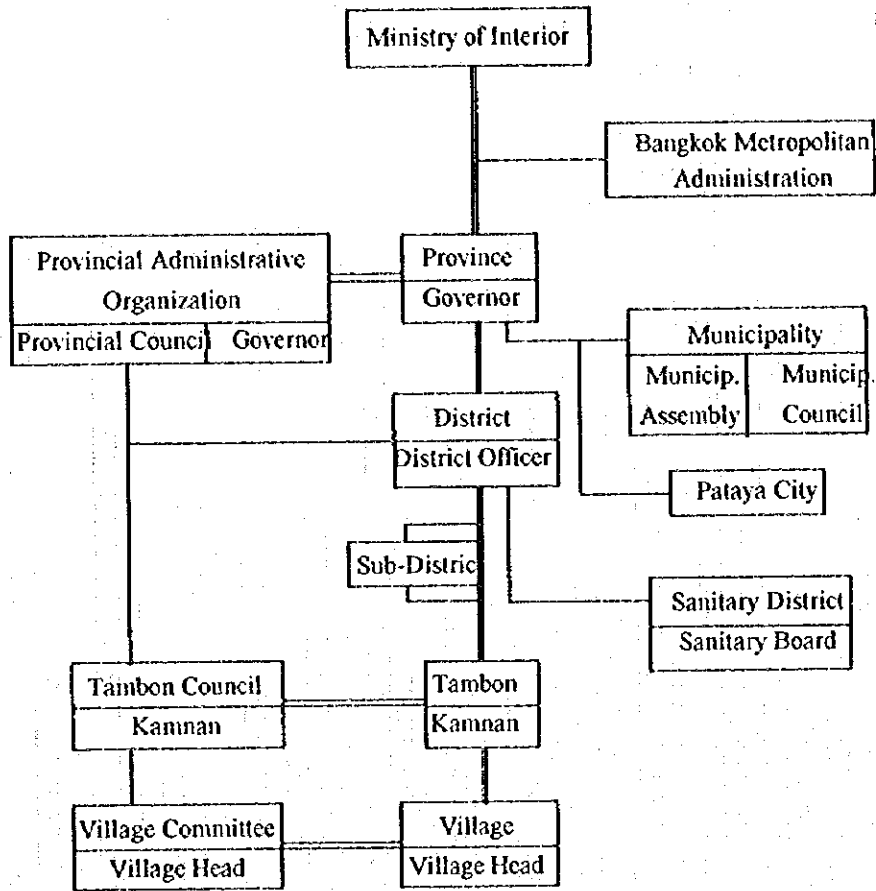 Ministry of Interior
Bangkok Metropolitan
Administration
Provincial Administrative
Organization
Provincial Council Governor
Province
Governor
Municipality
Municip. Municip.
Assembly Council
District
District Officer
Pataya City
Sub-Distric
Sanitary District
Sanitary Board
Tambon Council
Kamnan
Tambon
Kamnan
Village Committee
Village Head
Village
Village Head